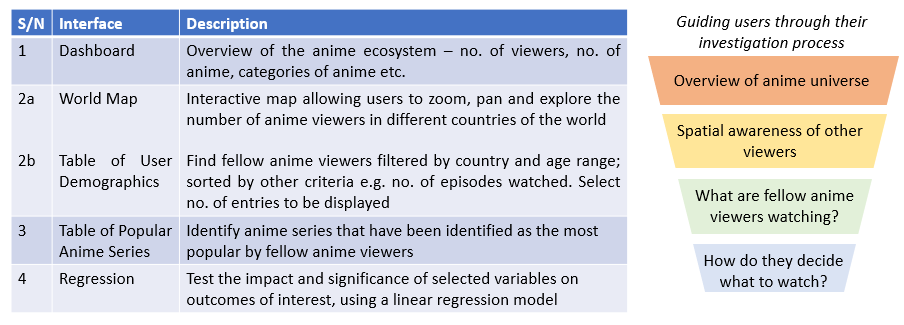 S/N Interface Description
1 Dashboard Overview of the anime ecosystem – no. of viewers, no. of
anime, categories of anime etc.
2a World Map Interactive map allowing users to zoom, pan and explore the
number of anime viewers in different countries of the world
2b Table of User Find fellow anime viewers filtered by country and age range;
Demographics sorted by other criteria e.g. no. of episodes watched. Select
no. of entries to be displayed
3 Table of Popular Identify anime series that have been identified as the most
Anime Series popular by fellow anime viewers
4 Regression Test the impact and significance of selected variables on
outcomes of interest, using a linear regression model
Guiding users through their
investigation process
Overview of anime universe
Spatial awareness of other
viewers
What are fellow anime
viewers watching?
How do they decide
what to watch?